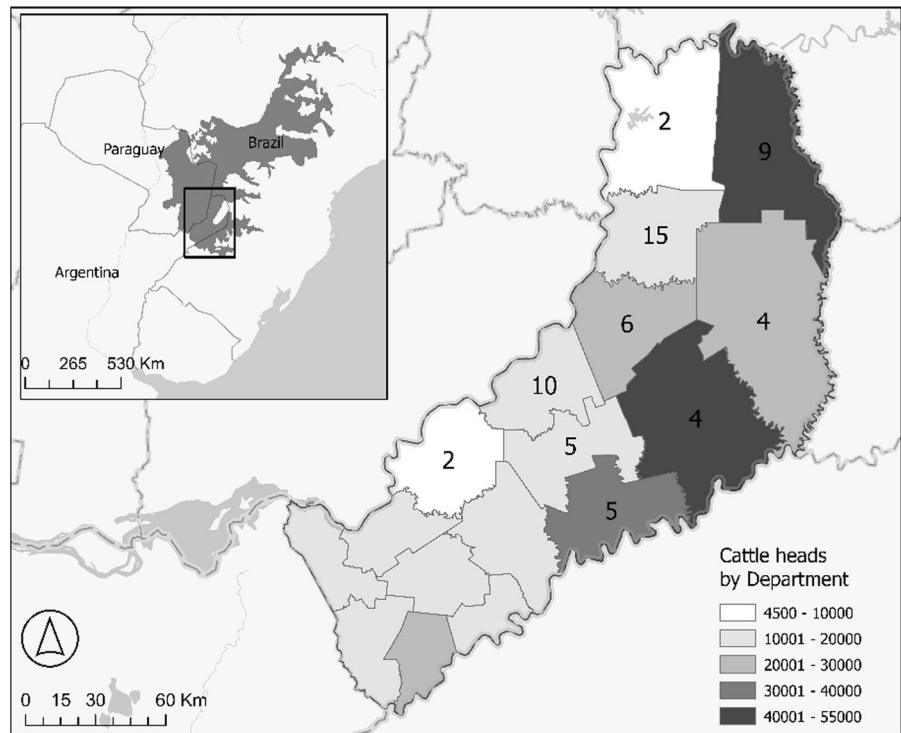 Paraguay
Brazil
Argentina
0 265 530 Km
2
9
15
6
4
10
5
4
2
5
Cattle heads
by Department
4500 - 10000
10001 - 20000
20001 - 30000
30001 - 40000
40001 - 55000
0 15 30 60 Km